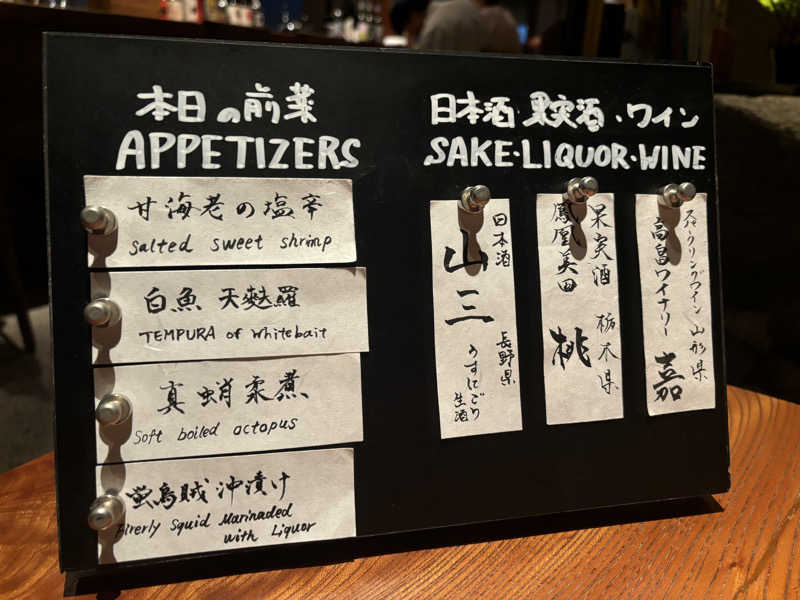 本日の前菜
APPETIZERS
甘海老の塩辛
Salted sweet shrimp
白魚 天麩羅
TEMPURA of Whitebait
真蛸柔煮
Soft boiled octopus
蛍烏賊沖漬け
Firerly Squid Marinaded
with Liquor
日本酒・果実酒・ワイン
SAKE・LIQUOR・WINE
日本酒 長野県
山三
うすにごり
生酒
果実酒 栃木県
鳳凰美田 桃
スパークリングワイン 山形県
高畠ワイナリー 嘉